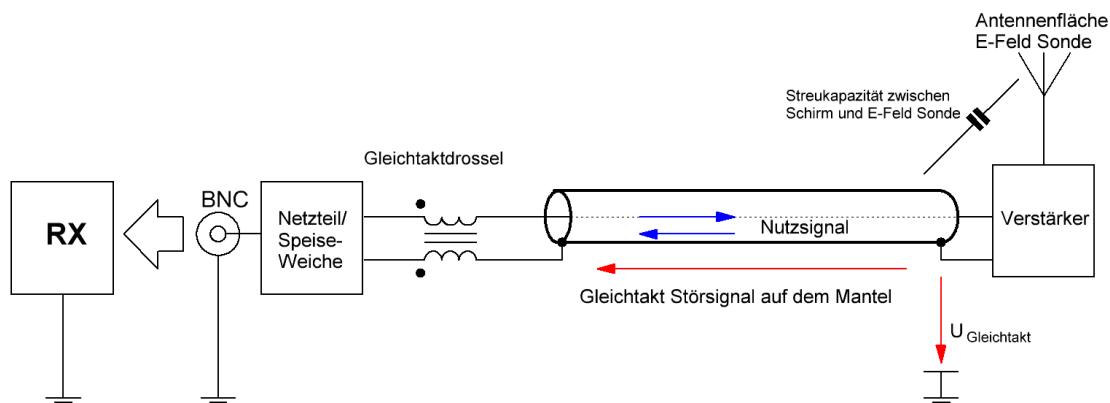 Antennenfläche
E-Feld Sonde
Streukapazität zwischen
Schirm und E-Feld Sonde
Gleichtaktdrossel
RX
BNC
Netzteil/
Speise-
Weiche
Nutzsignal
Verstärker
Gleichtakt Störsignal auf dem Mantel
U Gleichtakt